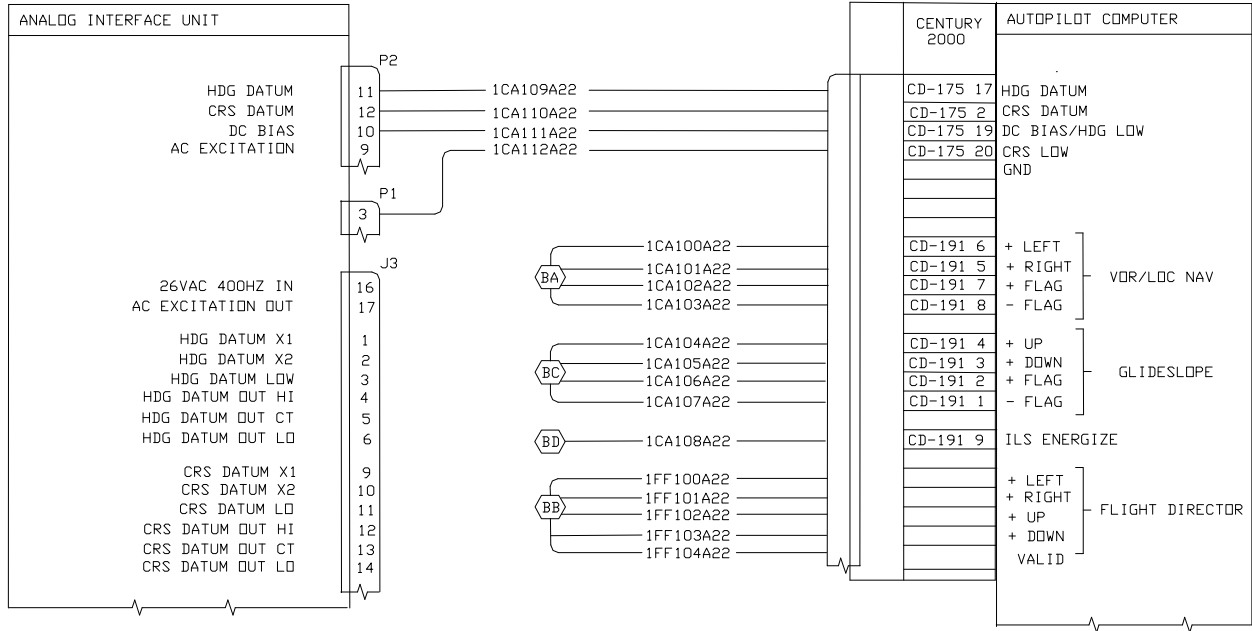 ANALOG INTERFACE UNIT
P2
HDG DATUM 11
CRS DATUM 12
DC BIAS 10
AC EXCITATION 9
P1
3
J3
26VAC 400HZ IN 16
AC EXCITATION OUT 17
HDG DATUM X1 1
HDG DATUM X2 2
HDG DATUM LOW 3
HDG DATUM OUT HI 4
HDG DATUM OUT CT 5
HDG DATUM OUT LO 6
CRS DATUM X1 9
CRS DATUM X2 10
CRS DATUM LO 11
CRS DATUM OUT HI 12
CRS DATUM OUT CT 13
CRS DATUM OUT LO 14
1CA109A22
1CA110A22
1CA111A22
1CA112A22
BA
1CA100A22
1CA101A22
1CA102A22
1CA103A22
BC
1CA104A22
1CA105A22
1CA106A22
1CA107A22
BD
1CA108A22
BB
1FF100A22
1FF101A22
1FF102A22
1FF103A22
1FF104A22
CENTURY
2000
AUTOPILOT COMPUTER
CD-175 17 HDG DATUM
CD-175 2 CRS DATUM
CD-175 19 DC BIAS/HDG LOW
CD-175 20 CRS LOW
GND
CD-191 6 + LEFT
CD-191 5 + RIGHT
CD-191 7 + FLAG
CD-191 8 - FLAG
VOR/LOC NAV
CD-191 4 + UP
CD-191 3 + DOWN
CD-191 2 + FLAG
CD-191 1 - FLAG
GLIDESLOPE
CD-191 9 ILS ENERGIZE
+ LEFT
+ RIGHT
+ UP
+ DOWN
VALID
FLIGHT DIRECTOR